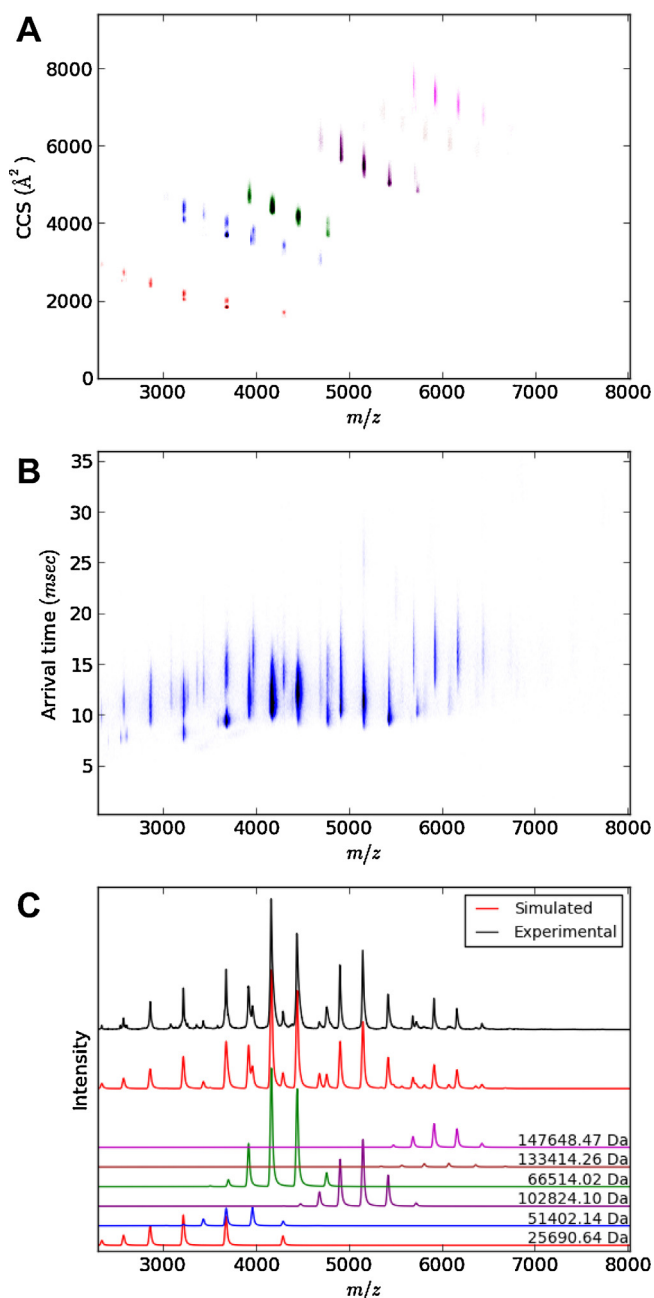 A
8000
6000
4000
2000
0
CCS (Å²)
3000 4000 5000 6000 7000 8000
m/z
B
35
30
25
20
15
10
5
Arrival time (msec)
3000 4000 5000 6000 7000 8000
m/z
C
Simulated
Experimental
Intensity
147648.47 Da
133414.26 Da
66514.02 Da
102824.10 Da
51402.14 Da
25690.64 Da
3000 4000 5000 6000 7000 8000
m/z